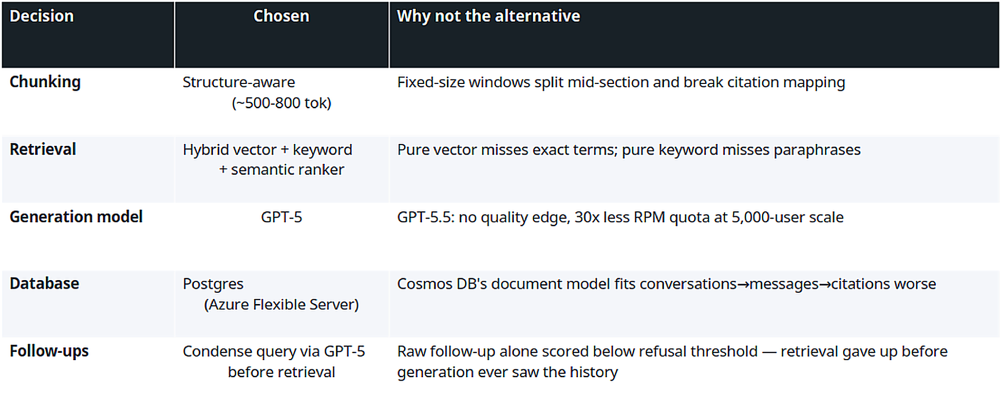 Decision Chosen Why not the alternative
Chunking Structure-aware Fixed-size windows split mid-section and break citation mapping
(~500-800 tok)
Retrieval Hybrid vector + keyword Pure vector misses exact terms; pure keyword misses paraphrases
+ semantic ranker
Generation model GPT-5 GPT-5.5: no quality edge, 30x less RPM quota at 5,000-user scale
Database Postgres Cosmos DB's document model fits conversations→messages→citations worse
(Azure Flexible Server)
Follow-ups Condense query via GPT-5 Raw follow-up alone scored below refusal threshold — retrieval gave up before
before retrieval generation ever saw the history